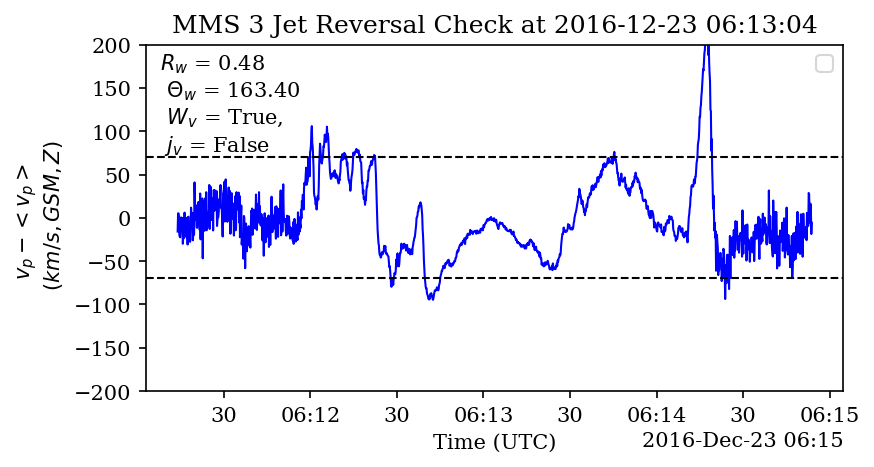 MMS 3 Jet Reversal Check at 2016-12-23 06:13:04
R_w = 0.48
Θ_w = 163.40
W_v = True,
j_v = False
200
150
100
50
0
−50
−100
−150
−200
v_p − < v_p >
(km/s, GSM, Z)
30 06:12 30 06:13 30 06:14 30 06:15
Time (UTC)
2016-Dec-23 06:15